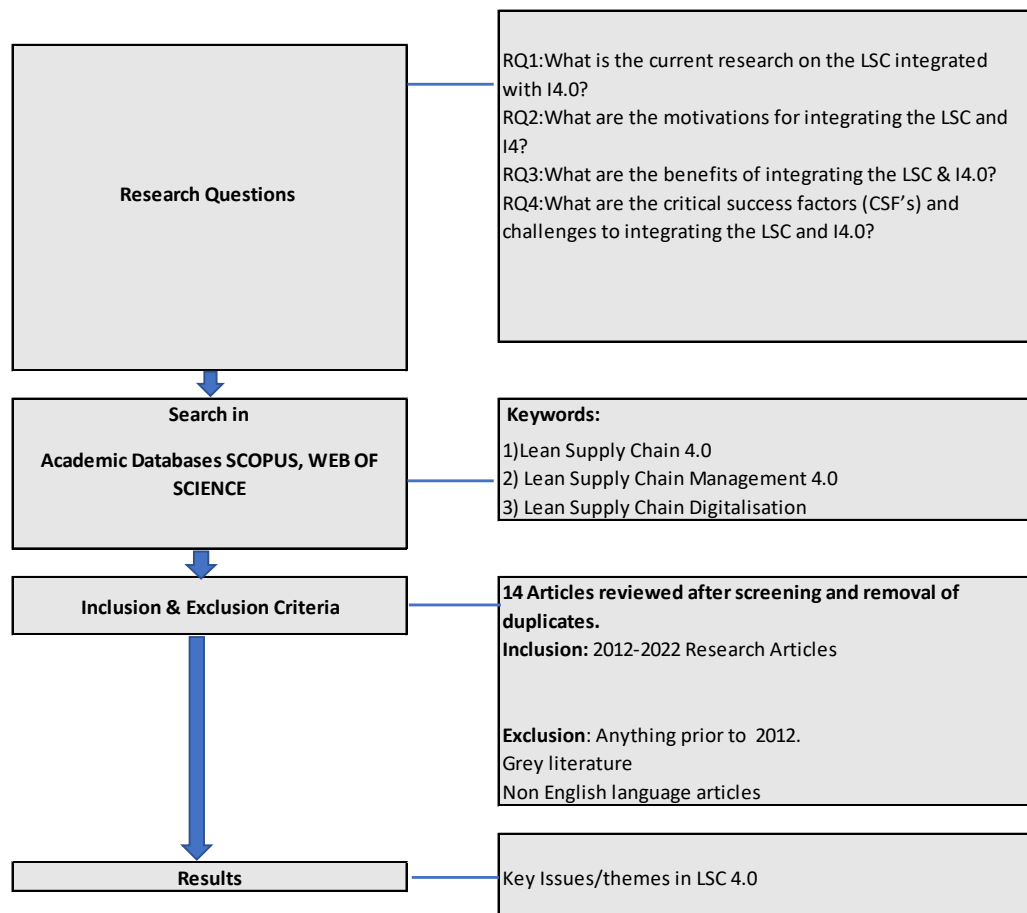 Research Questions
RQ1:What is the current research on the LSC integrated
with I4.0?
RQ2:What are the motivations for integrating the LSC and
I4?
RQ3:What are the benefits of integrating the LSC & I4.0?
RQ4:What are the critical success factors (CSF’s) and
challenges to integrating the LSC and I4.0?
Search in
Academic Databases SCOPUS, WEB OF
SCIENCE
Keywords:
1)Lean Supply Chain 4.0
2) Lean Supply Chain Management 4.0
3) Lean Supply Chain Digitalisation
Inclusion & Exclusion Criteria
14 Articles reviewed after screening and removal of
duplicates.
Inclusion: 2012-2022 Research Articles
Exclusion: Anything prior to 2012.
Grey literature
Non English language articles
Results
Key Issues/themes in LSC 4.0